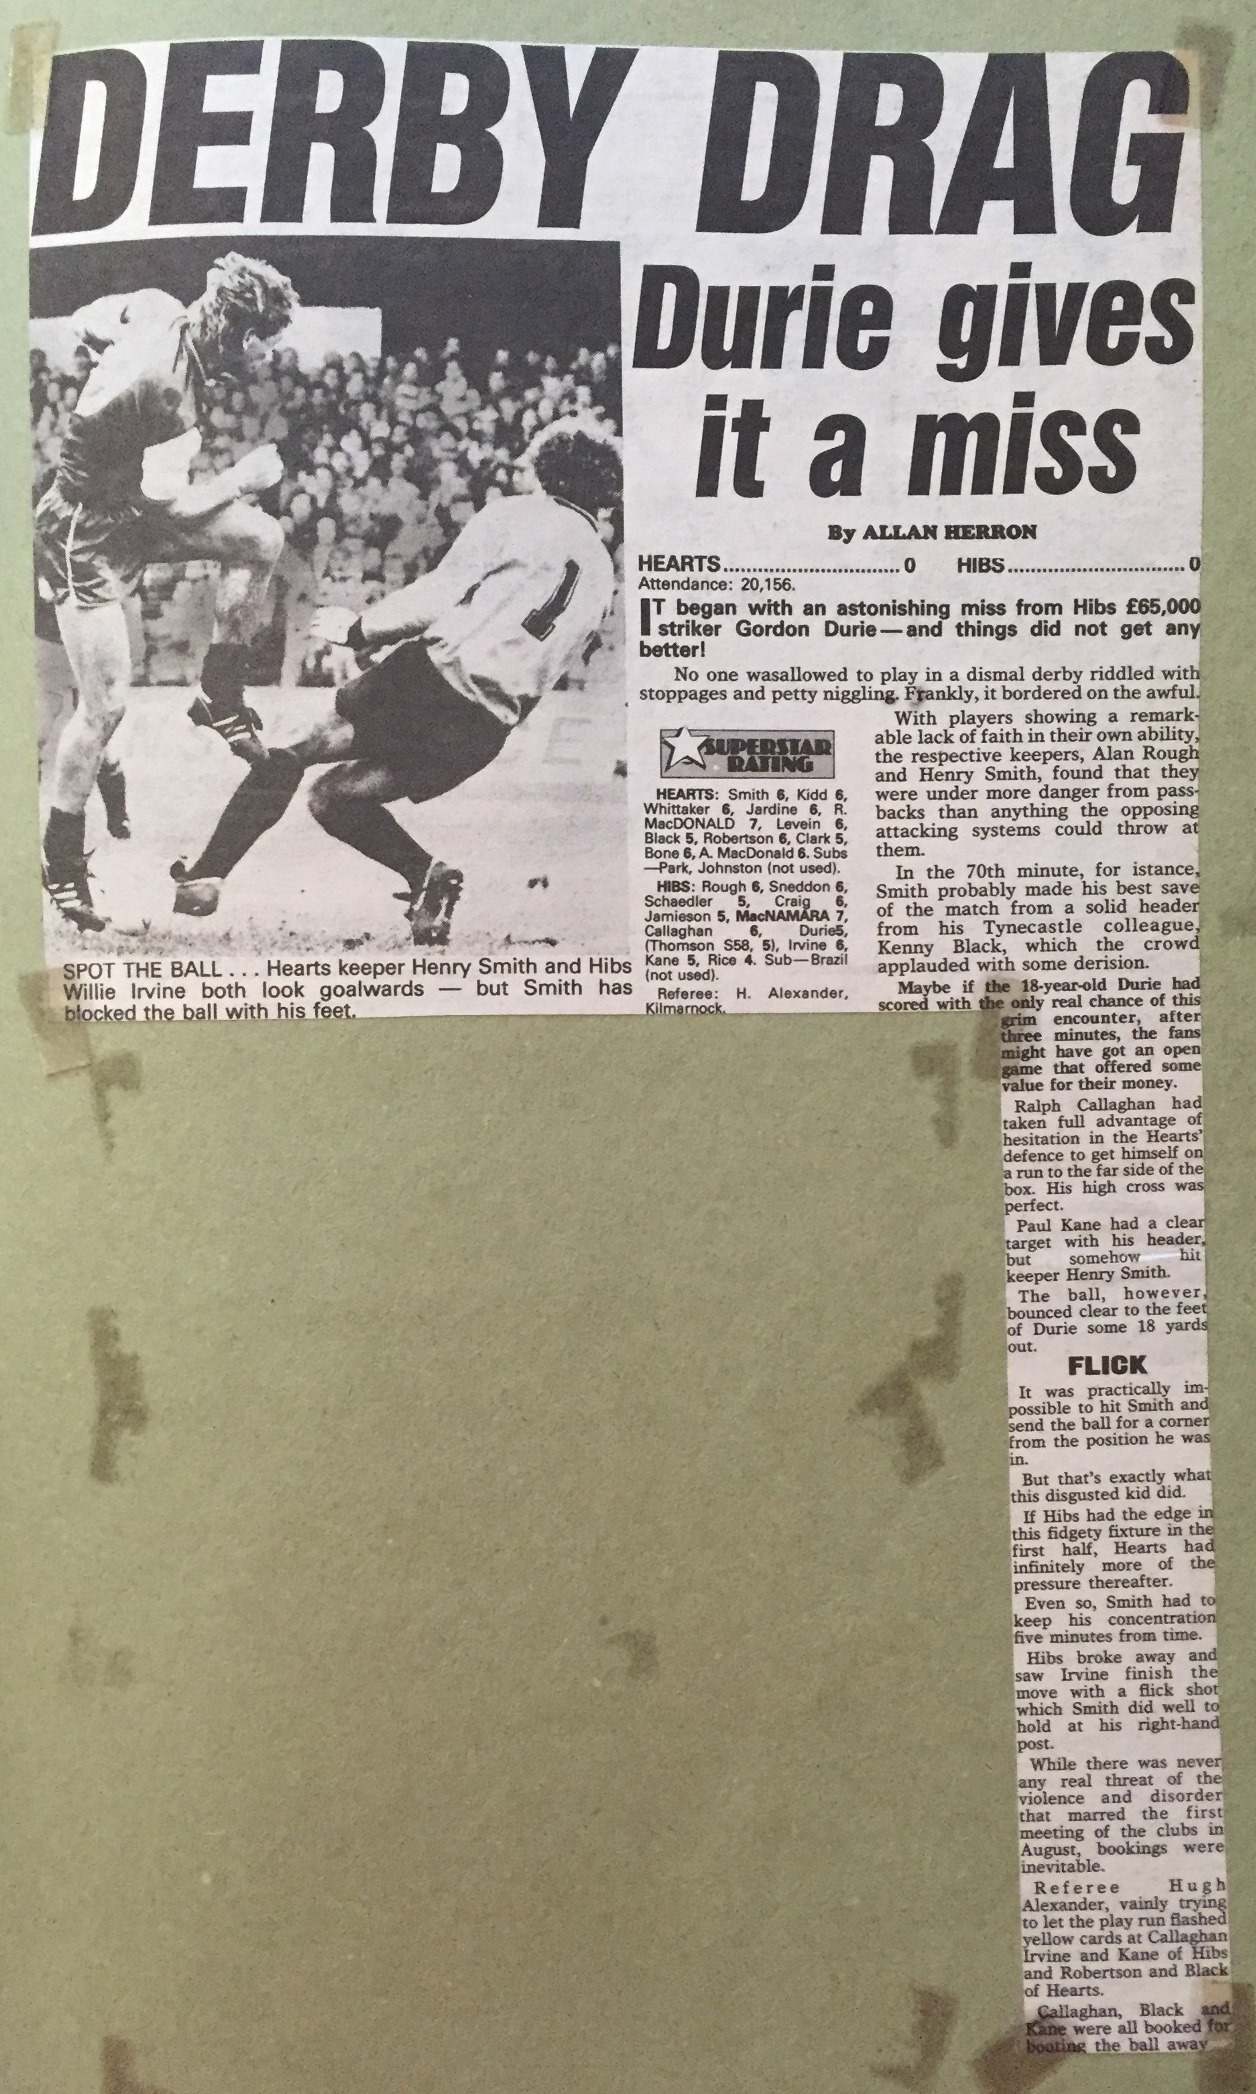 DERBY DRAG
Durie gives
it a miss
By ALLAN HERRON
HEARTS.............................. 0 HIBS.............................. 0
Attendance: 20,156.
IT began with an astonishing miss from Hibs £65,000
striker Gordon Durie—and things did not get any
better!
No one wasallowed to play in a dismal derby riddled with
stoppages and petty niggling. Frankly, it bordered on the awful.
SUPERSTAR
RATING
HEARTS: Smith 6, Kidd 6,
Whittaker 6, Jardine 6, R.
MacDONALD 7, Levein 6,
Black 5, Robertson 6, Clark 5,
Bone 6, A. MacDonald 6. Subs
—Park, Johnston (not used).
HIBS: Rough 6, Sneddon 6,
Schaedler 5, Craig 6,
Jamieson 5, MacNAMARA 7,
Callaghan 6, Durie5,
(Thomson S58, 5), Irvine 6,
Kane 5, Rice 4. Sub—Brazil
(not used).
Referee: H. Alexander,
Kilmarnock.
With players showing a remark-
able lack of faith in their own ability,
the respective keepers, Alan Rough
and Henry Smith, found that they
were under more danger from pass-
backs than anything the opposing
attacking systems could throw at
them.
In the 70th minute, for istance,
Smith probably made his best save
of the match from a solid header
from his Tynecastle colleague,
Kenny Black, which the crowd
applauded with some derision.
Maybe if the 18-year-old Durie had
scored with the only real chance of this
grim encounter, after
three minutes, the fans
might have got an open
game that offered some
value for their money.
Ralph Callaghan had
taken full advantage of
hesitation in the Hearts'
defence to get himself on
a run to the far side of the
box. His high cross was
perfect.
Paul Kane had a clear
target with his header,
but somehow hit
keeper Henry Smith.
The ball, however,
bounced clear to the feet
of Durie some 18 yards
out.
FLICK
It was practically im-
possible to hit Smith and
send the ball for a corner
from the position he was
in.
But that's exactly what
this disgusted kid did.
If Hibs had the edge in
this fidgety fixture in the
first half, Hearts had
infinitely more of the
pressure thereafter.
Even so, Smith had to
keep his concentration
five minutes from time.
Hibs broke away and
saw Irvine finish the
move with a flick shot
which Smith did well to
hold at his right-hand
post.
While there was never
any real threat of the
violence and disorder
that marred the first
meeting of the clubs in
August, bookings were
inevitable.
Referee Hugh
Alexander, vainly trying
to let the play run flashed
yellow cards at Callaghan
Irvine and Kane of Hibs
and Robertson and Black
of Hearts.
Callaghan, Black and
Kane were all booked for
booting the ball away
1
SPOT THE BALL . . . Hearts keeper Henry Smith and Hibs
Willie Irvine both look goalwards — but Smith has
blocked the ball with his feet.